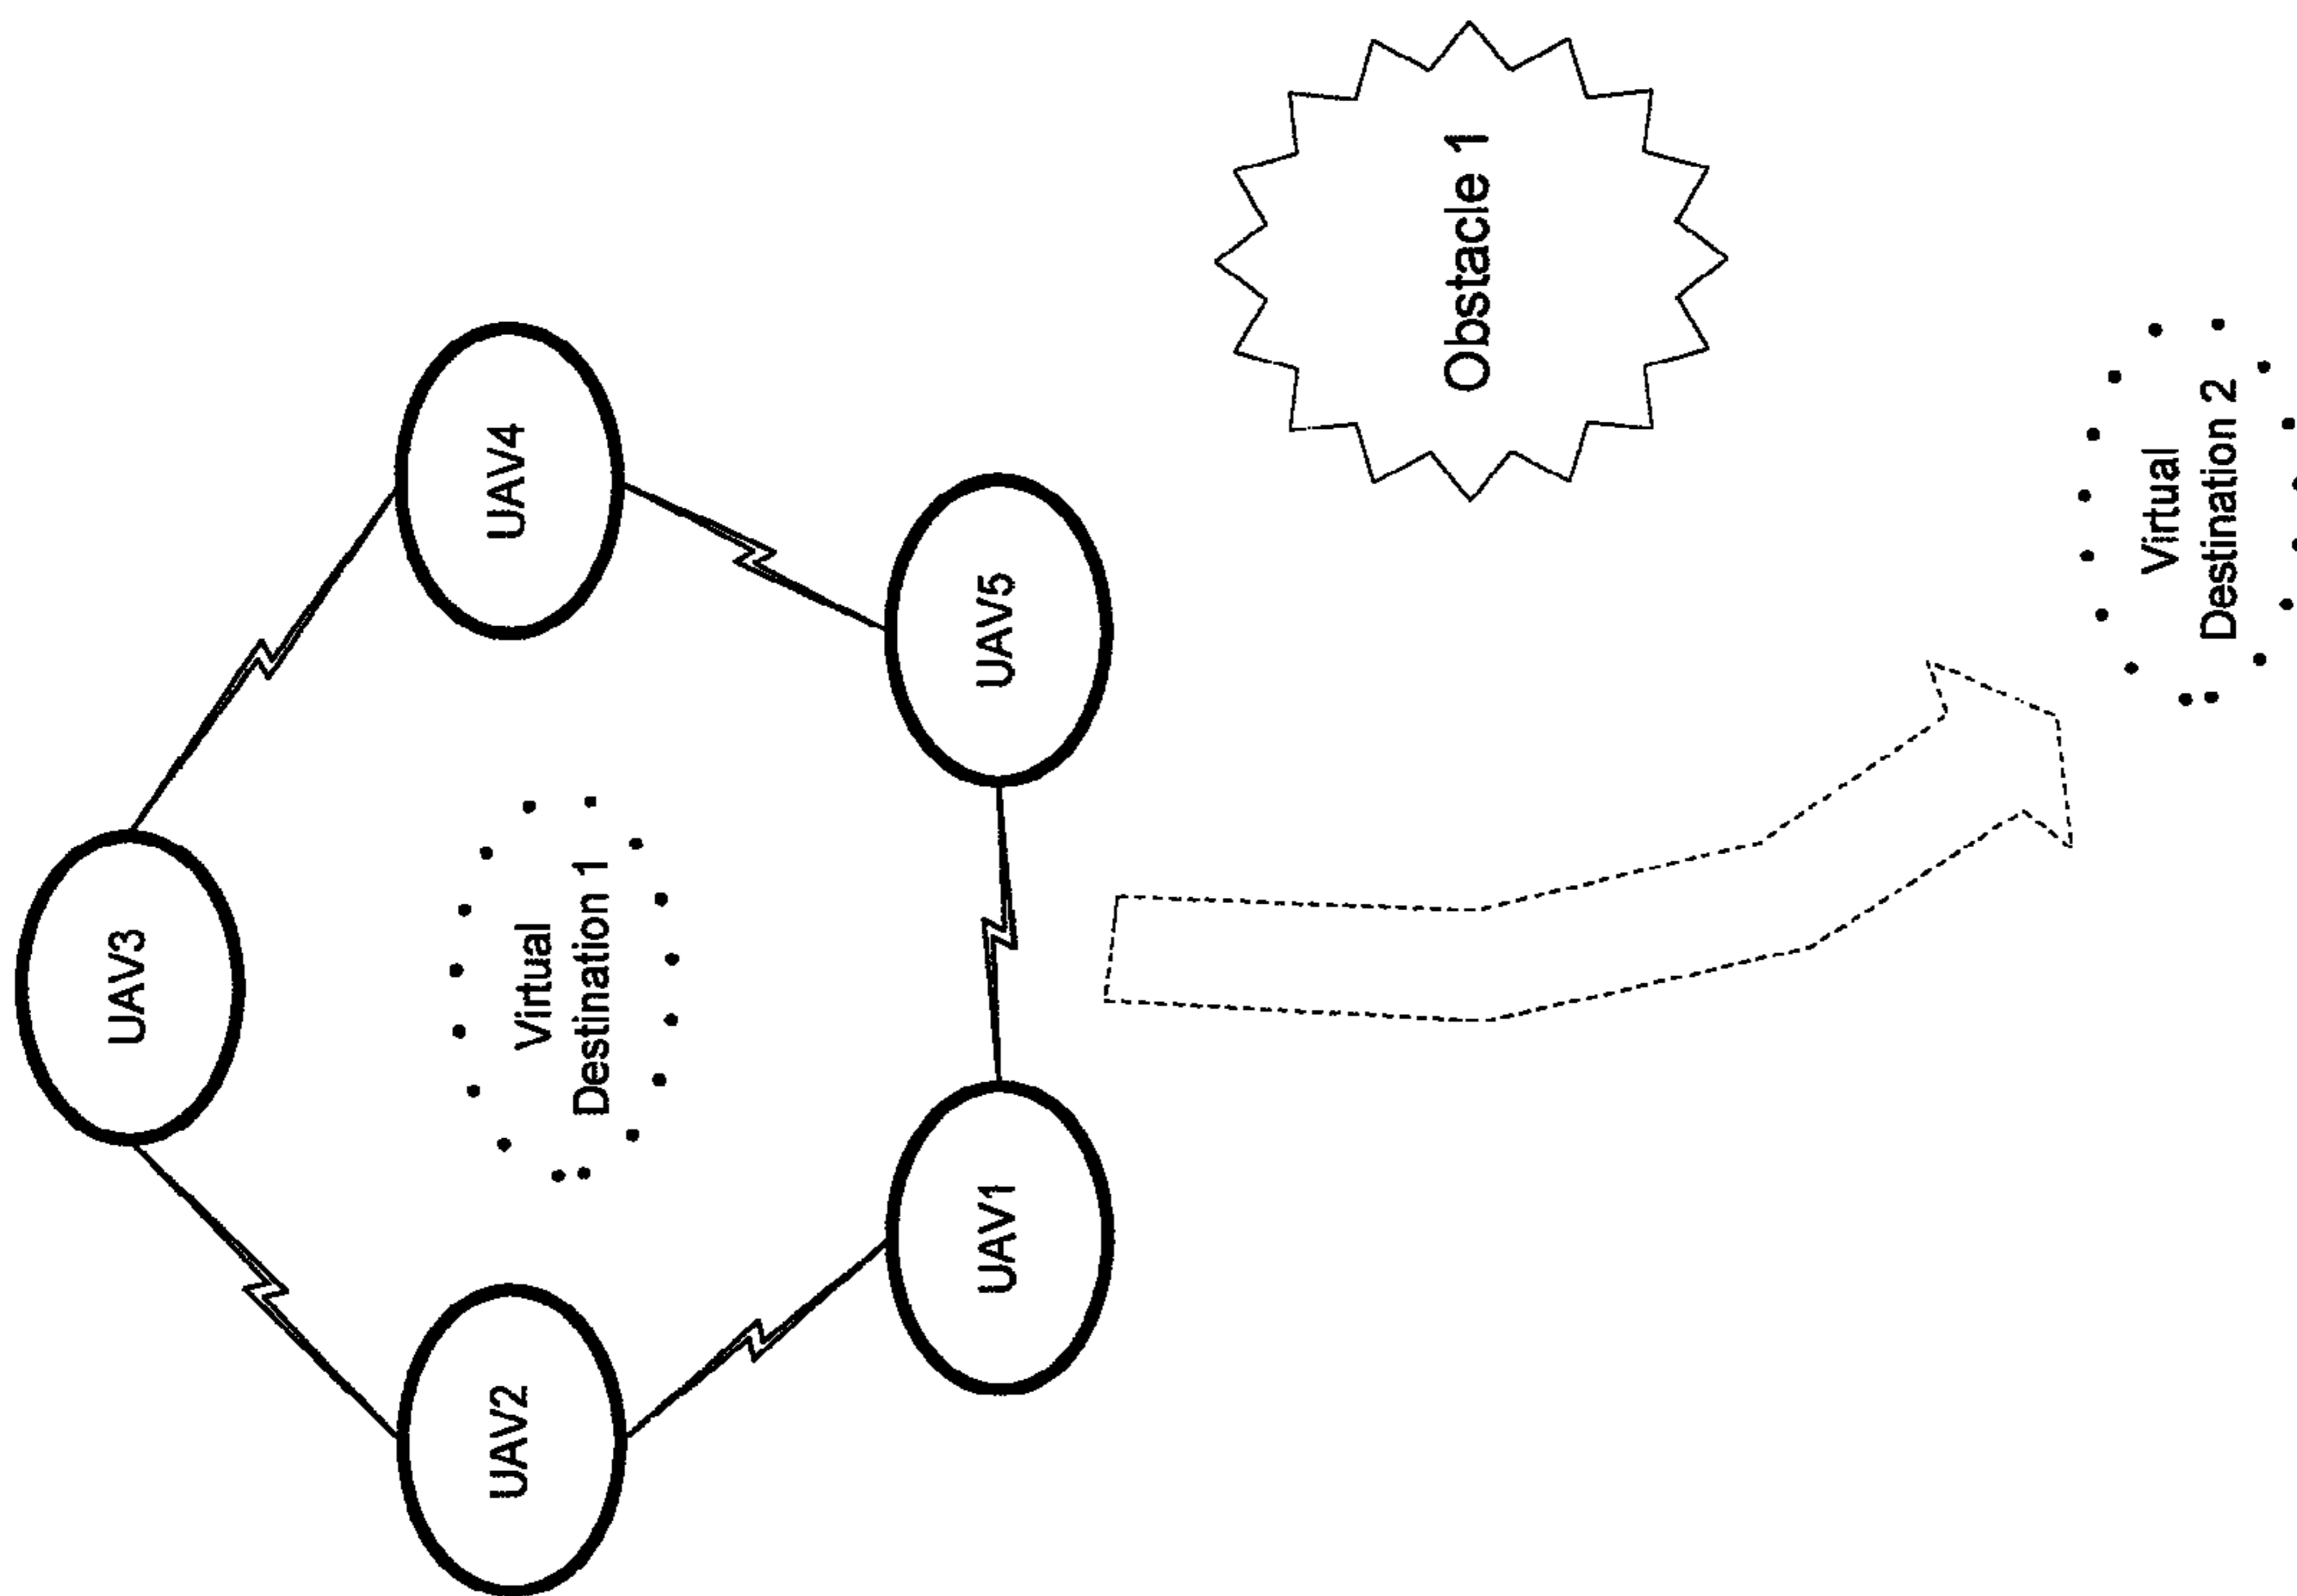 UAV3
UAV2
UAV4
Virtual
Destination 1
UAV1
UAV5
Obstacle 1
Virtual
Destination 2